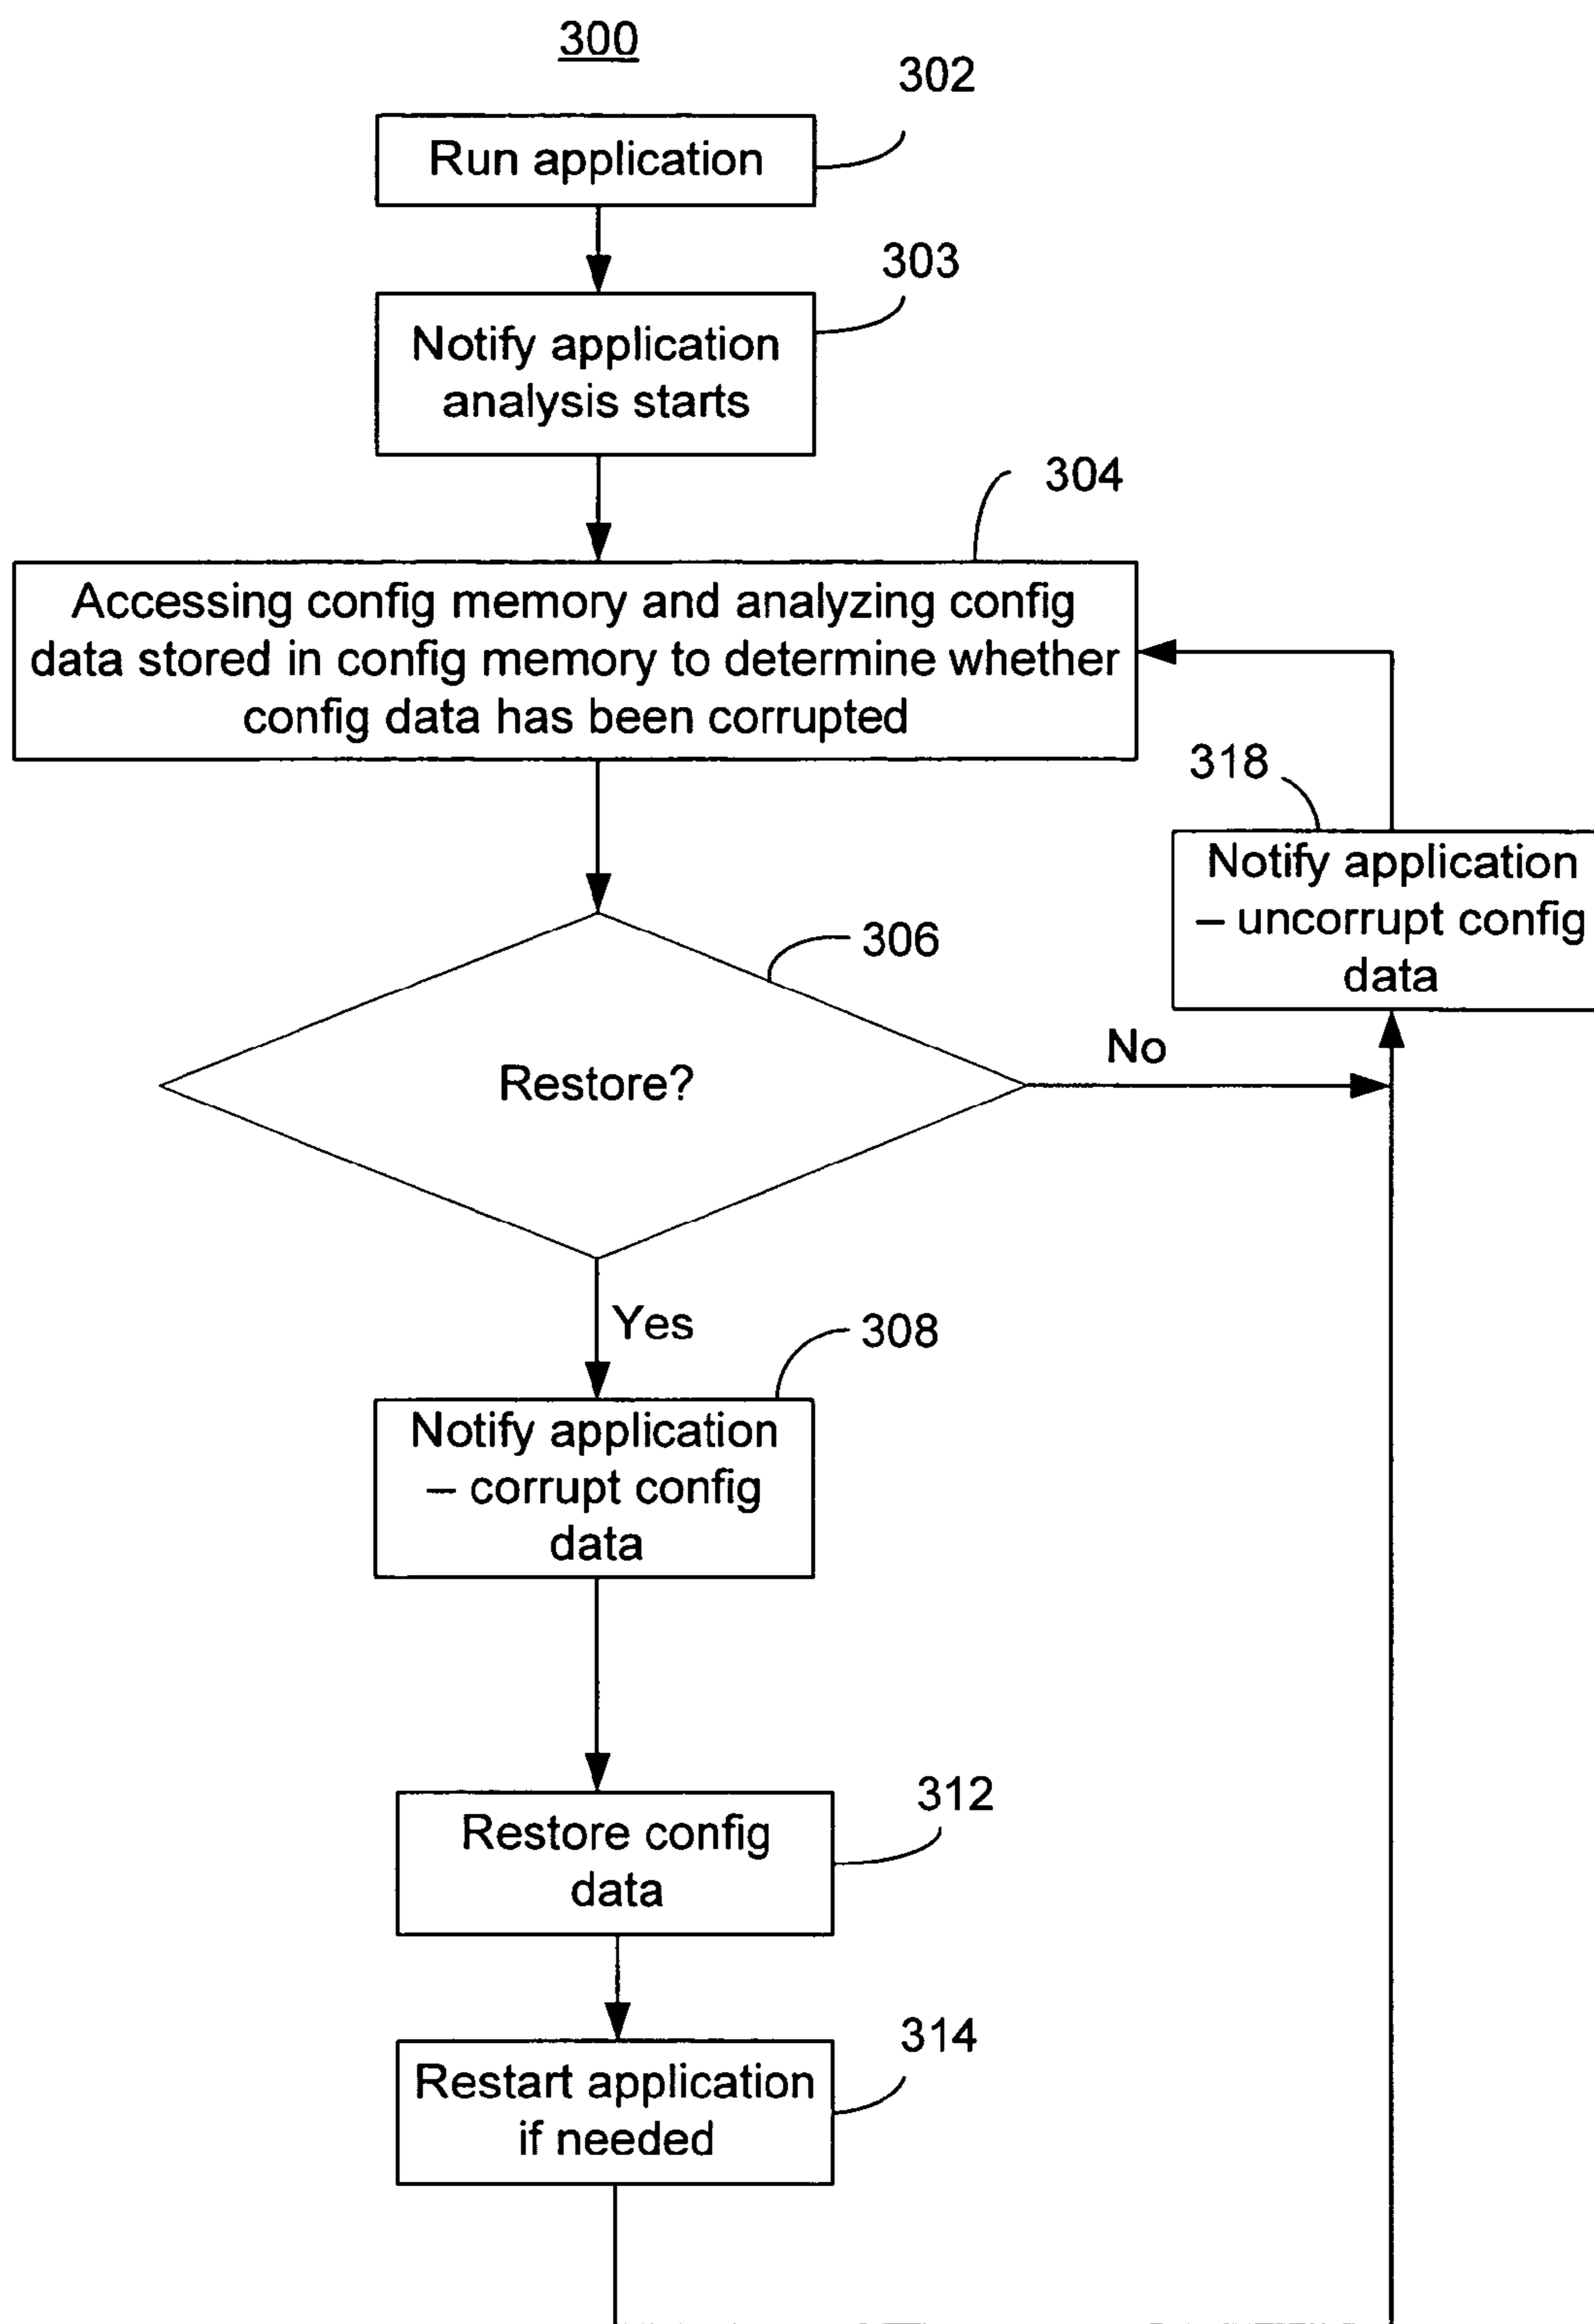 300
302
Run application
303
Notify application
analysis starts
304
Accessing config memory and analyzing config
data stored in config memory to determine whether
config data has been corrupted
318
Notify application
– uncorrupt config
data
306
Restore?
No
Yes
308
Notify application
– corrupt config
data
312
Restore config
data
314
Restart application
if needed